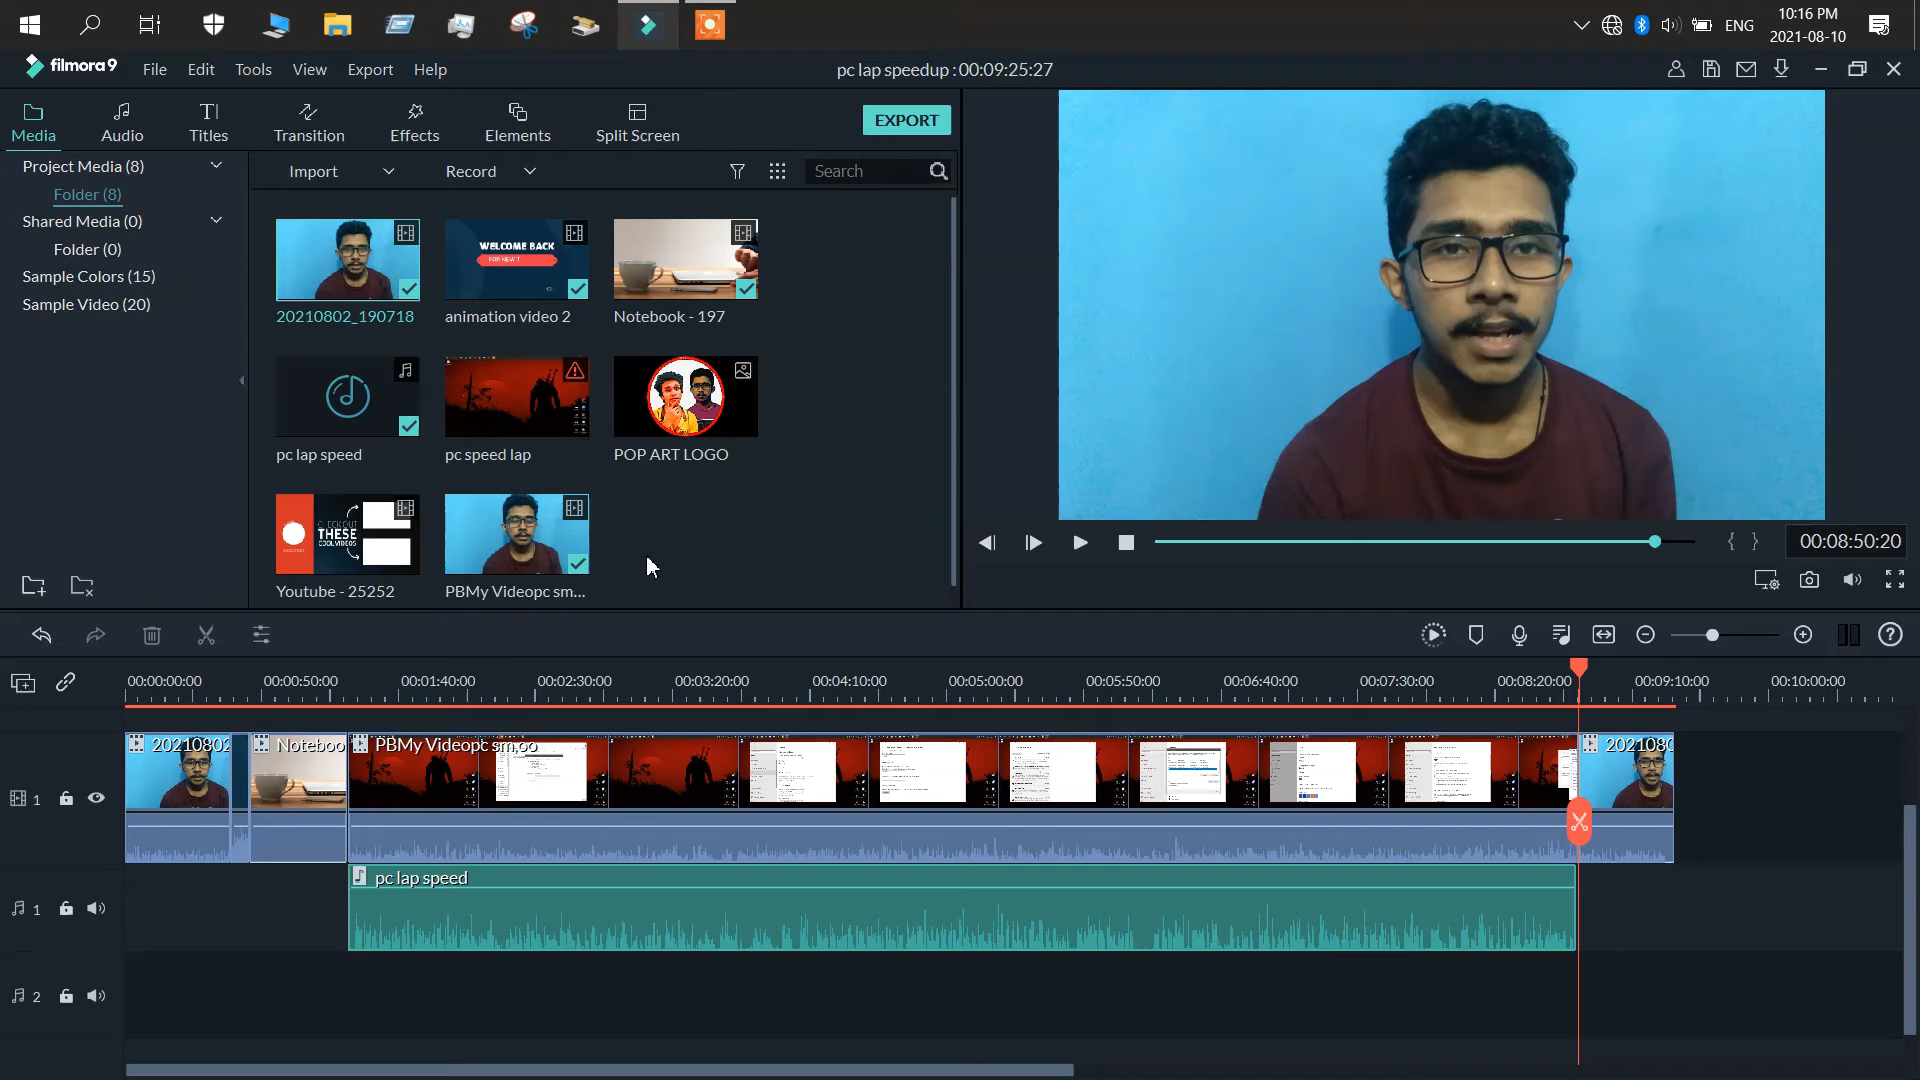 ENG
10:16 PM
2021-08-10
filmora9
File Edit Tools View Export Help
pc lap speedup : 00:09:25:27
Media Audio Titles Transition Effects Elements Split Screen
EXPORT
Project Media (8)
Folder (8)
Shared Media (0)
Folder (0)
Sample Colors (15)
Sample Video (20)
Import Record Search
WELCOME BACK
20210802_190718 animation video 2 Notebook - 197
pc lap speed pc speed lap POP ART LOGO
CHECKOUT
THESE
COOL VIDEOS
Youtube - 25252 PBMy Videopc sm...
00:08:50:20
00:00:00:00 00:00:50:00 00:01:40:00 00:02:30:00 00:03:20:00 00:04:10:00 00:05:00:00 00:05:50:00 00:06:40:00 00:07:30:00 00:08:20:00 00:09:10:00 00:10:00:00
20210802 Noteboo PBMy Videopc sm,oo 202108
1
pc lap speed
1
2